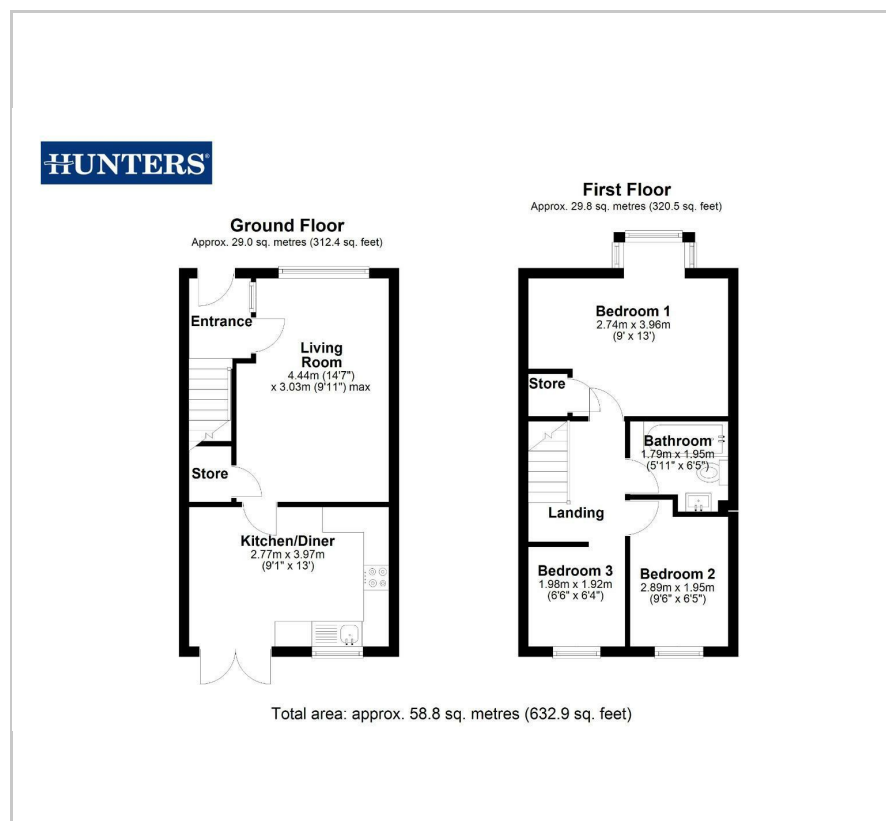 HUNTERS®
Ground Floor
Approx. 29.0 sq. metres (312.4 sq. feet)
Entrance
Living
Room
4.44m (14'7")
x 3.03m (9'11") max
Store
Kitchen/Diner
2.77m x 3.97m
(9'1" x 13')
First Floor
Approx. 29.8 sq. metres (320.5 sq. feet)
Bedroom 1
2.74m x 3.96m
(9' x 13')
Store
Bathroom
1.79m x 1.95m
(5'11" x 6'5")
Landing
Bedroom 3
1.98m x 1.92m
(6'6" x 6'4")
Bedroom 2
2.89m x 1.95m
(9'6" x 6'5")
Total area: approx. 58.8 sq. metres (632.9 sq. feet)